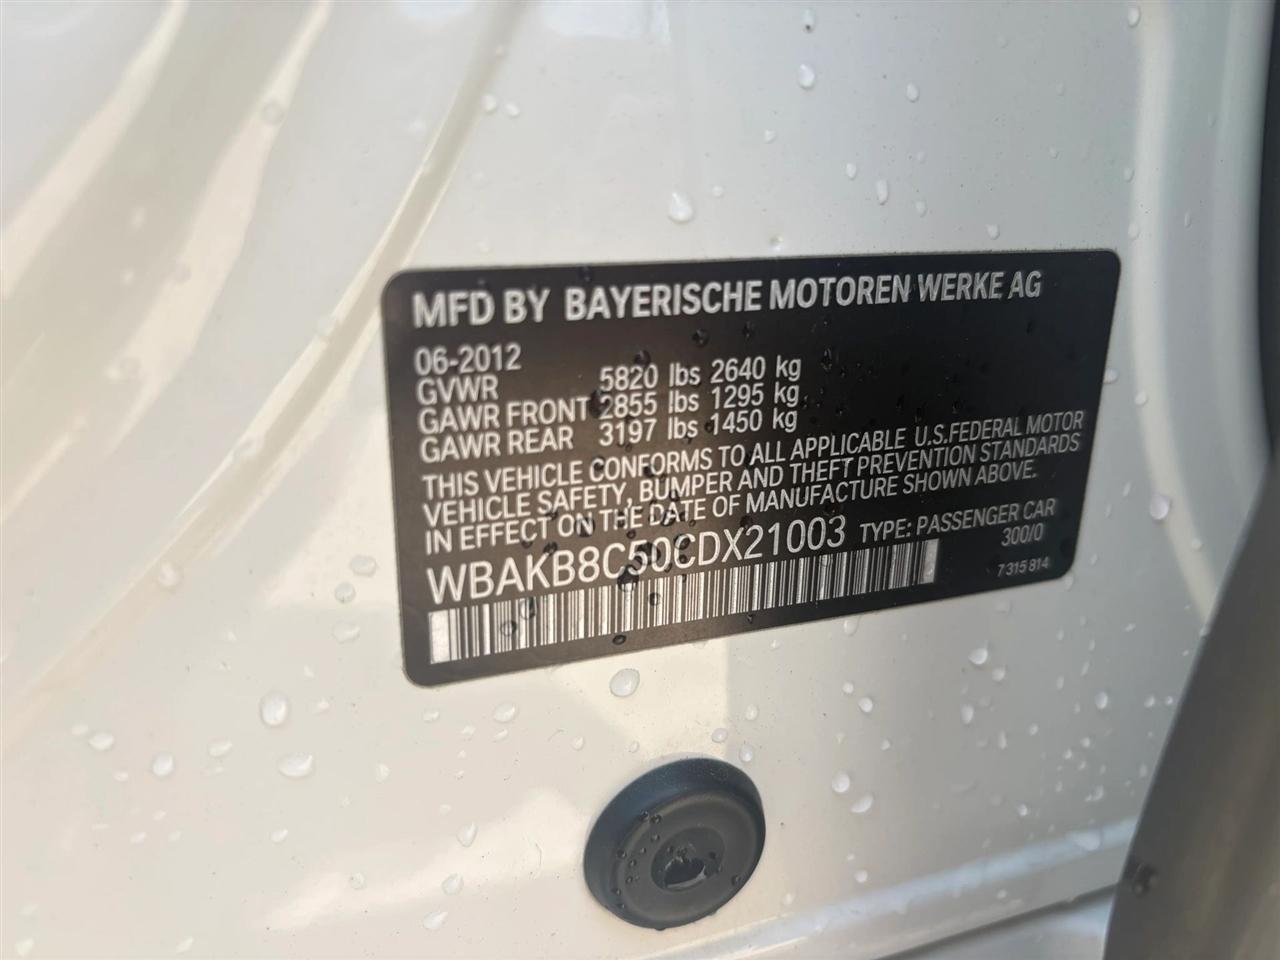 MFD BY BAYERISCHE MOTOREN WERKE AG
06-2012
GVWR 5820 lbs 2640 kg
GAWR FRONT 2855 lbs 1295 kg
GAWR REAR 3197 lbs 1450 kg
THIS VEHICLE CONFORMS TO ALL APPLICABLE U.S.FEDERAL MOTOR
VEHICLE SAFETY, BUMPER AND THEFT PREVENTION STANDARDS
IN EFFECT ON THE DATE OF MANUFACTURE SHOWN ABOVE.
WBAKB8C50CDX21003 TYPE: PASSENGER CAR
300/0
7 315 814